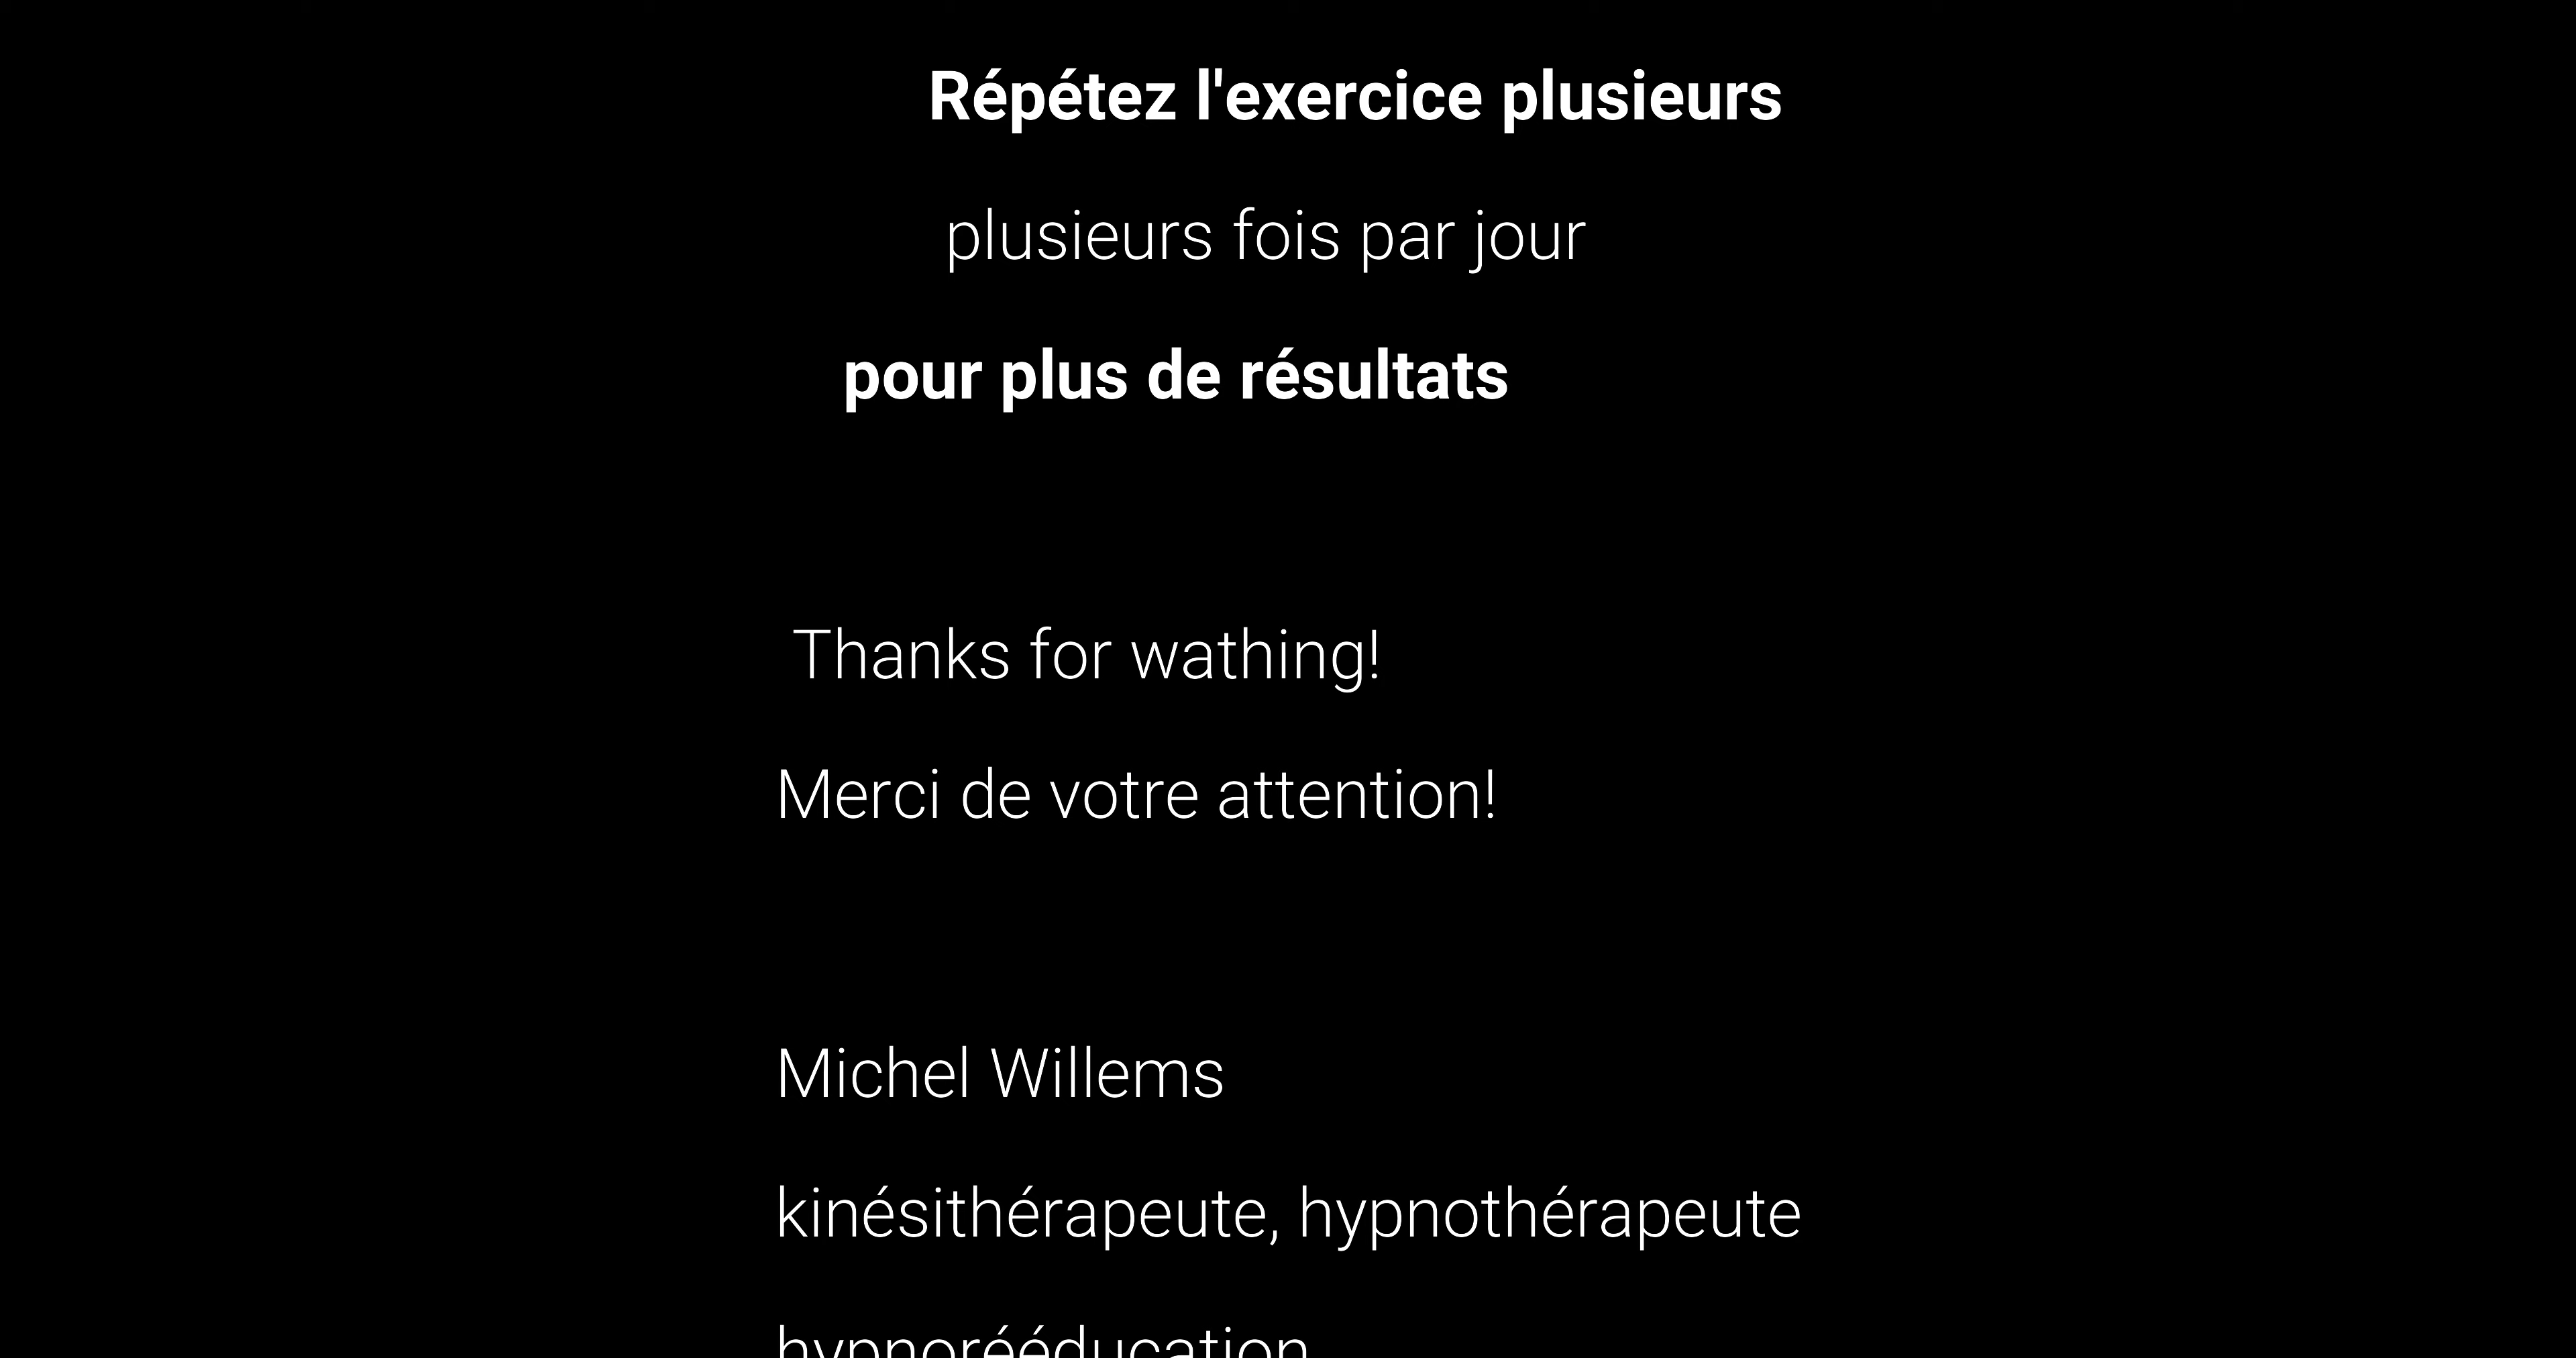 Répétez l'exercice plusieurs
plusieurs fois par jour
pour plus de résultats
Thanks for wathing!
Merci de votre attention!
Michel Willems
kinésithérapeute, hypnothérapeute
hypnorééducation